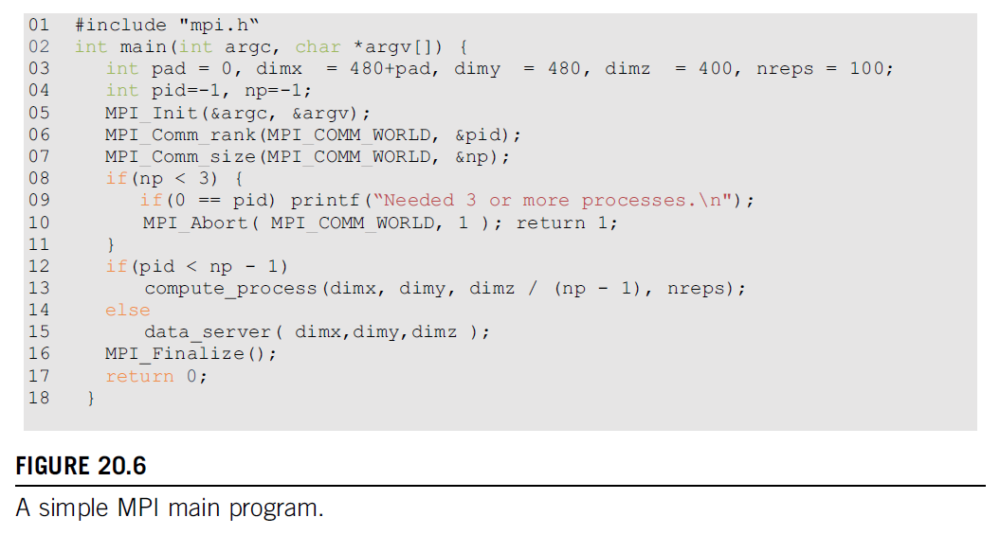 01 #include "mpi.h“
02 int main(int argc, char *argv[]) {
03 int pad = 0, dimx = 480+pad, dimy = 480, dimz = 400, nreps = 100;
04 int pid=-1, np=-1;
05 MPI_Init(&argc, &argv);
06 MPI_Comm_rank(MPI_COMM_WORLD, &pid);
07 MPI_Comm_size(MPI_COMM_WORLD, &np);
08 if(np < 3) {
09 if(0 == pid) printf(“Needed 3 or more processes.\n");
10 MPI_Abort( MPI_COMM_WORLD, 1 ); return 1;
11 }
12 if(pid < np - 1)
13 compute_process(dimx, dimy, dimz / (np - 1), nreps);
14 else
15 data_server( dimx,dimy,dimz );
16 MPI_Finalize();
17 return 0;
18 }
FIGURE 20.6
A simple MPI main program.